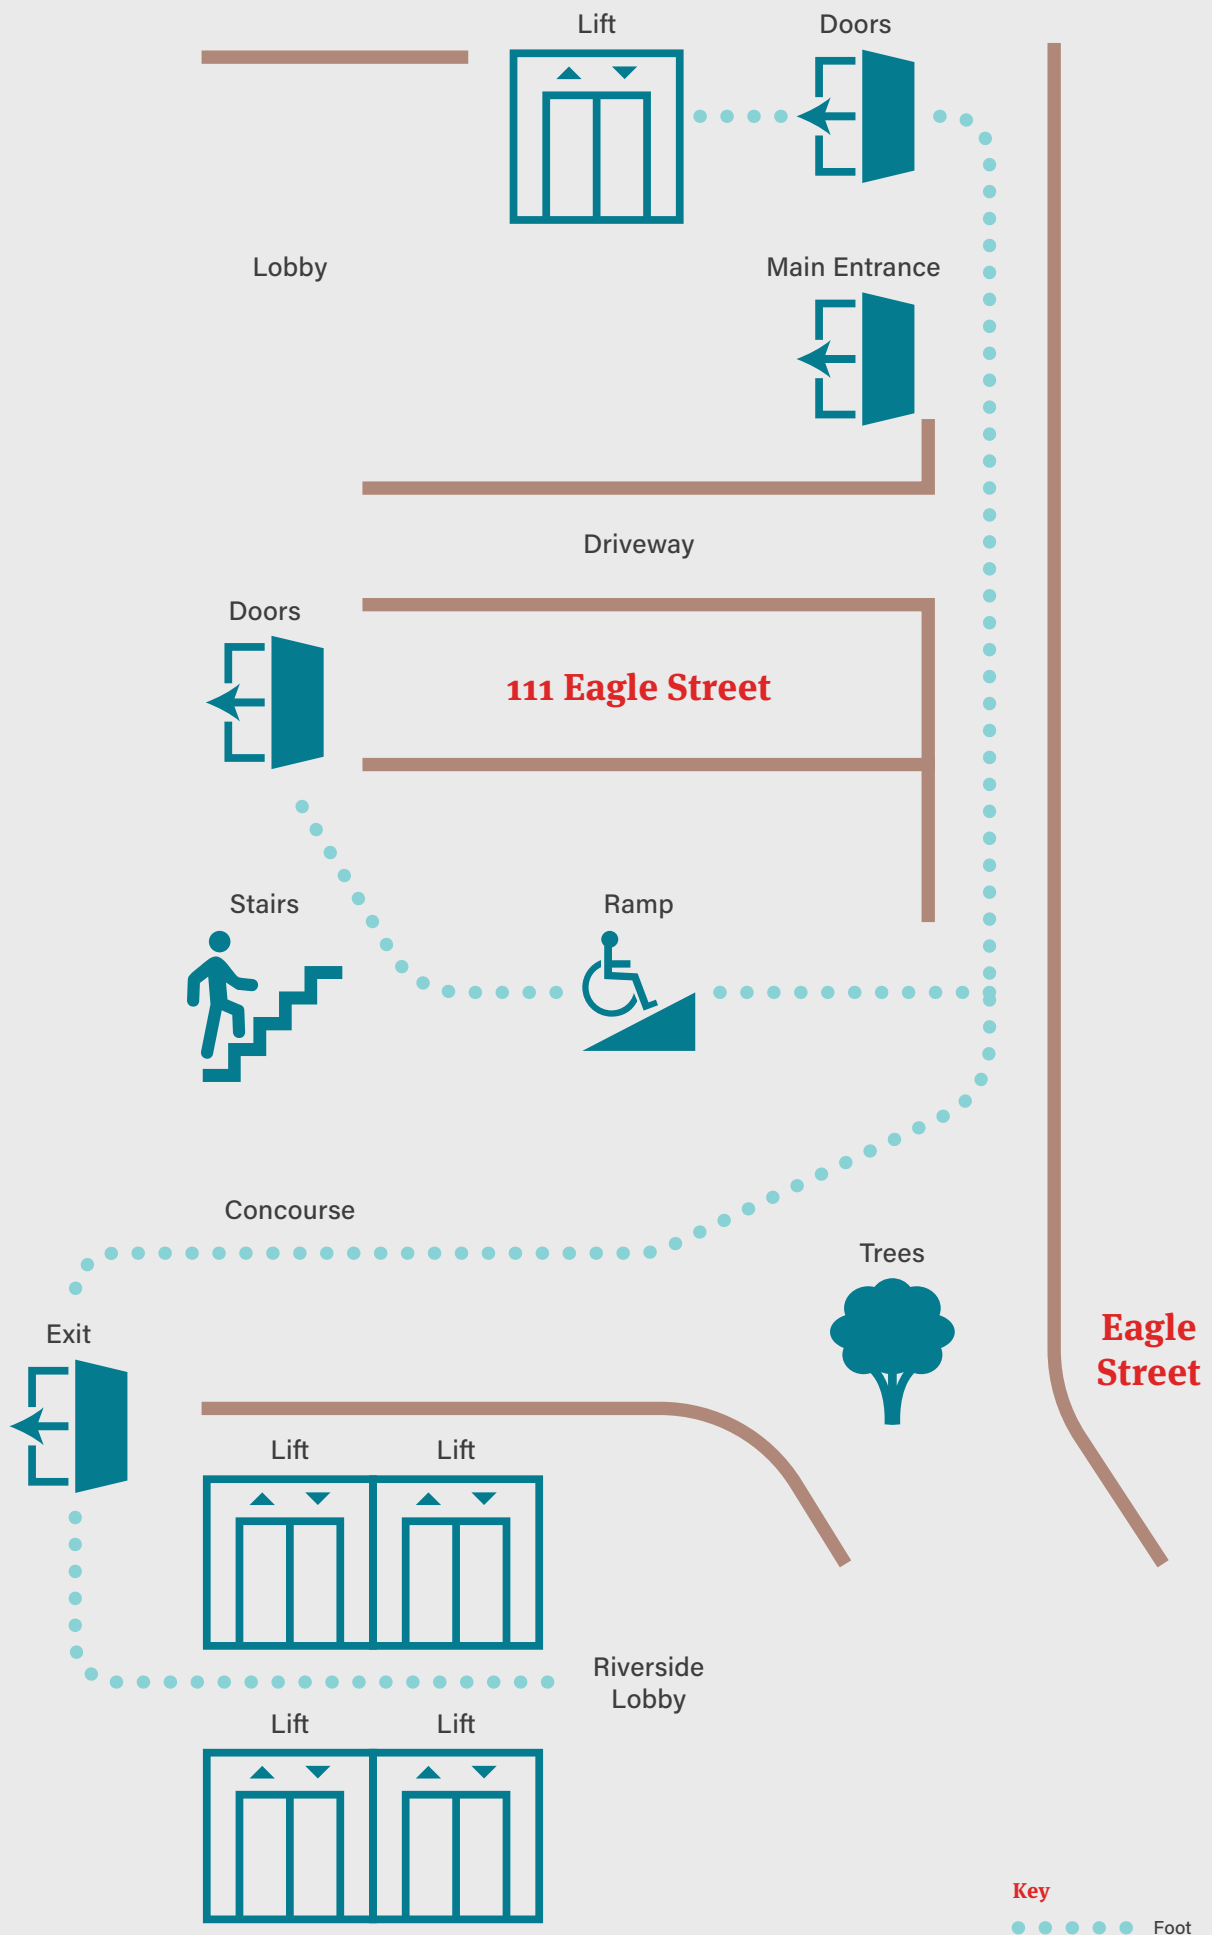 Lift
Doors
Lobby
Main Entrance
Driveway
Doors
111 Eagle Street
Stairs
Ramp
Concourse
Trees
Exit
Eagle
Street
Lift
Lift
Riverside
Lobby
Lift
Lift
Key
Foot